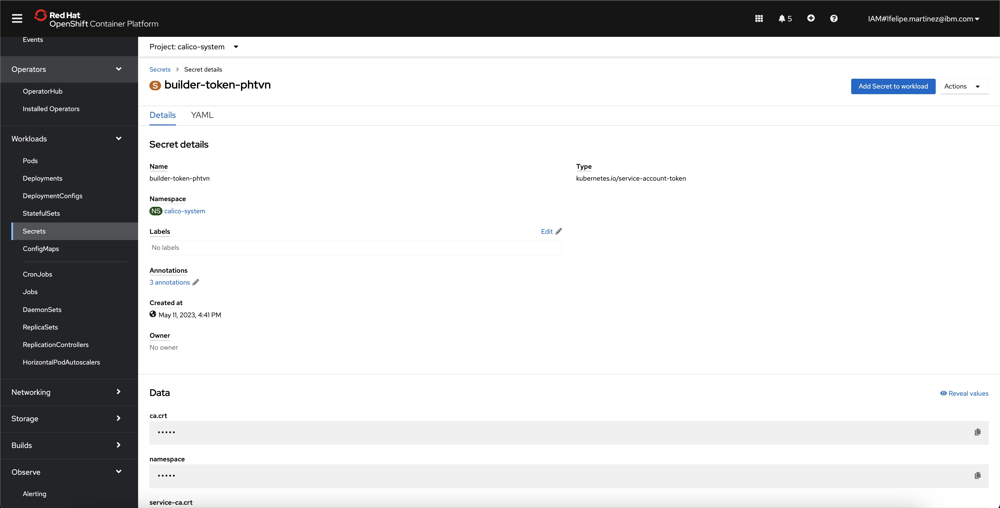 Red Hat
OpenShift Container Platform
5
IAM#lfelipe.martinez@ibm.com
Events
Operators
OperatorHub
Installed Operators
Workloads
Pods
Deployments
DeploymentConfigs
StatefulSets
Secrets
ConfigMaps
CronJobs
Jobs
DaemonSets
ReplicaSets
ReplicationControllers
HorizontalPodAutoscalers
Networking
Storage
Builds
Observe
Alerting
Project: calico-system
Secrets > Secret details
S builder-token-phtvn
Add Secret to workload
Actions
Details YAML
Secret details
Name
builder-token-phtvn
Type
kubernetes.io/service-account-token
Namespace
NS calico-system
Labels
Edit
No labels
Annotations
3 annotations
Created at
May 11, 2023, 4:41 PM
Owner
No owner
Data
Reveal values
ca.crt
•••••
namespace
•••••
service-ca.crt